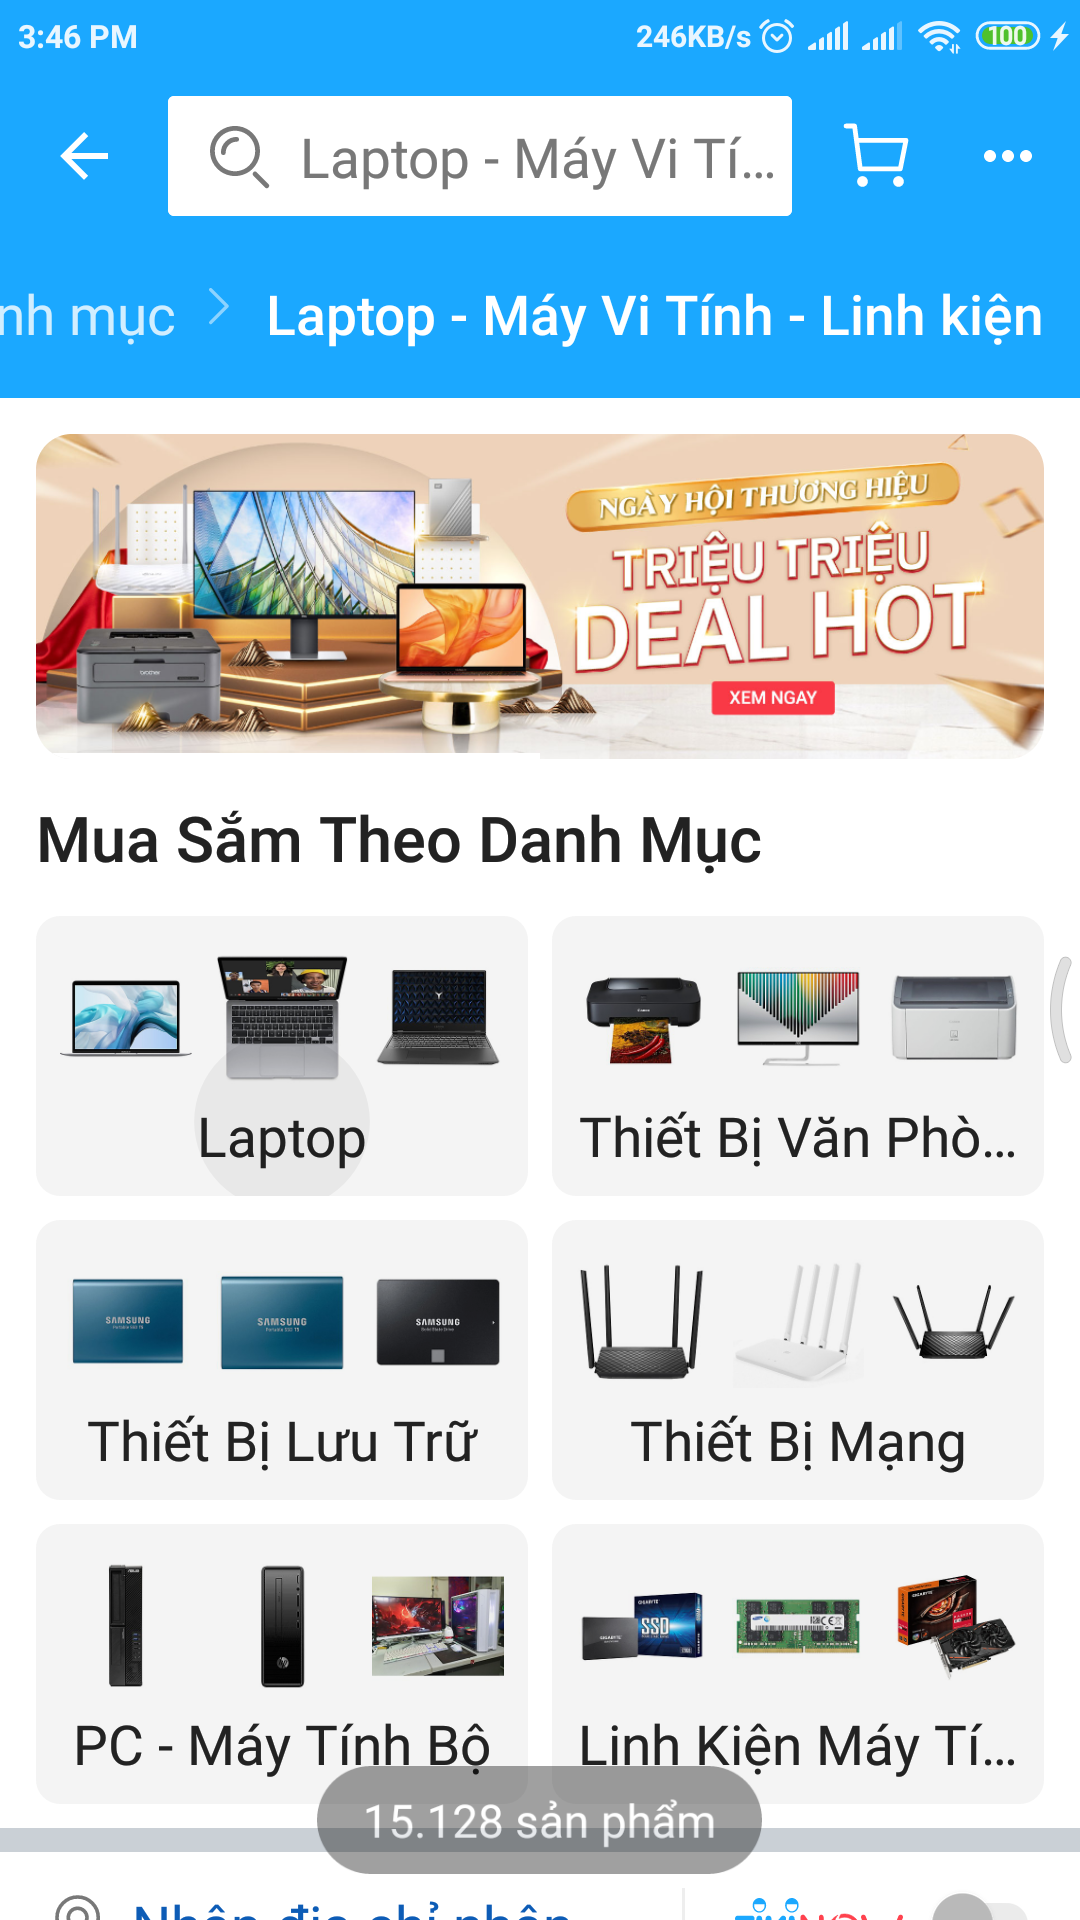 3:46 PM 246KB/s 100
Laptop - Máy Vi Tí...
nh mục Laptop - Máy Vi Tính - Linh kiện
NGÀY HỘI THƯƠNG HIỆU
TRIỆU TRIỆU
DEAL HOT
XEM NGAY
brother
Mua Sắm Theo Danh Mục
Laptop
Thiết Bị Văn Phò...
SAMSUNG
SAMSUNG
SAMSUNG
Thiết Bị Lưu Trữ
Thiết Bị Mạng
GIGABYTE
SSD
PC - Máy Tính Bộ
Linh Kiện Máy Tí...
15.128 sản phẩm